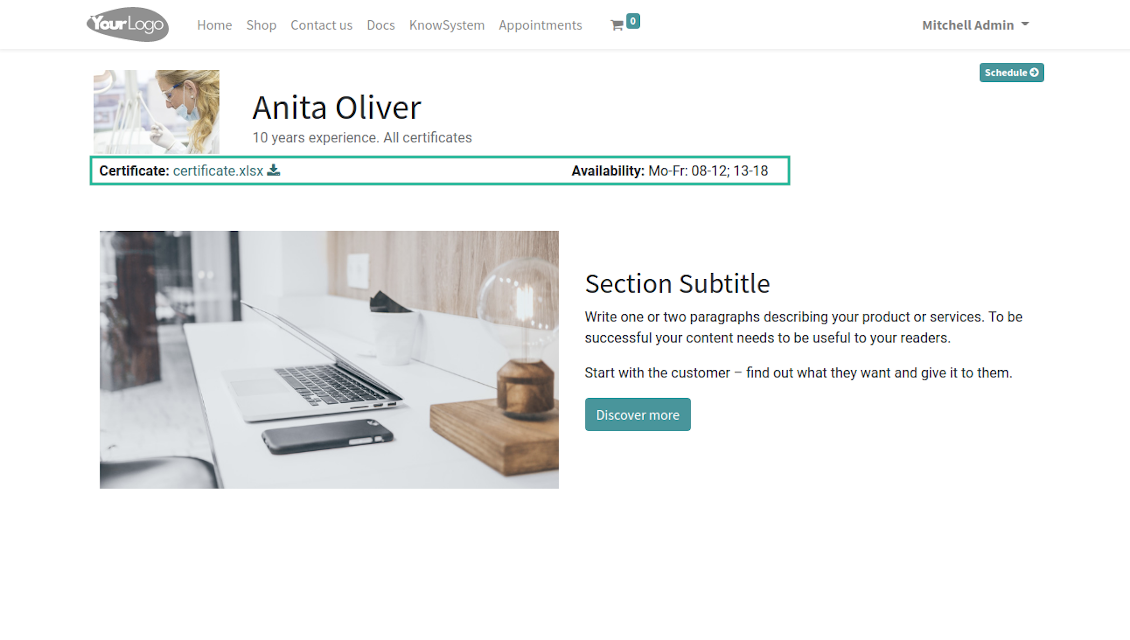 YourLogo Home Shop Contact us Docs KnowSystem Appointments 0 Mitchell Admin
Schedule
Anita Oliver
10 years experience. All certificates
Certificate: certificate.xlsx Availability: Mo-Fr: 08-12; 13-18
Section Subtitle
Write one or two paragraphs describing your product or services. To be
successful your content needs to be useful to your readers.
Start with the customer – find out what they want and give it to them.
Discover more